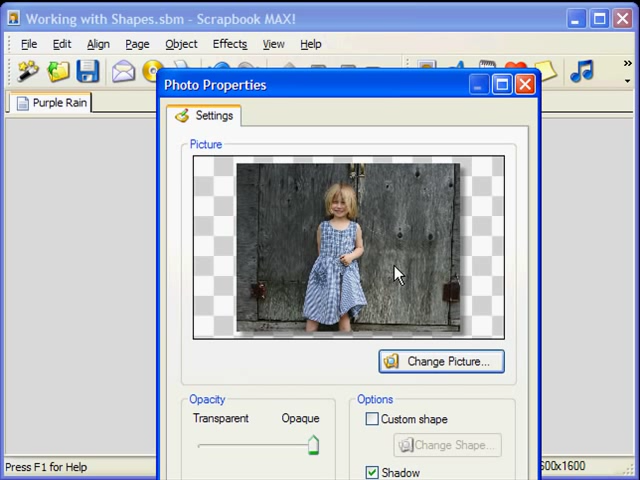 Working with Shapes.sbm - Scrapbook MAX!
File Edit Align Page Object Effects View Help
Purple Rain
Photo Properties
Settings
Picture
Change Picture...
Opacity
Transparent Opaque
Options
Custom shape
Change Shape...
Shadow
Press F1 for Help
600x1600